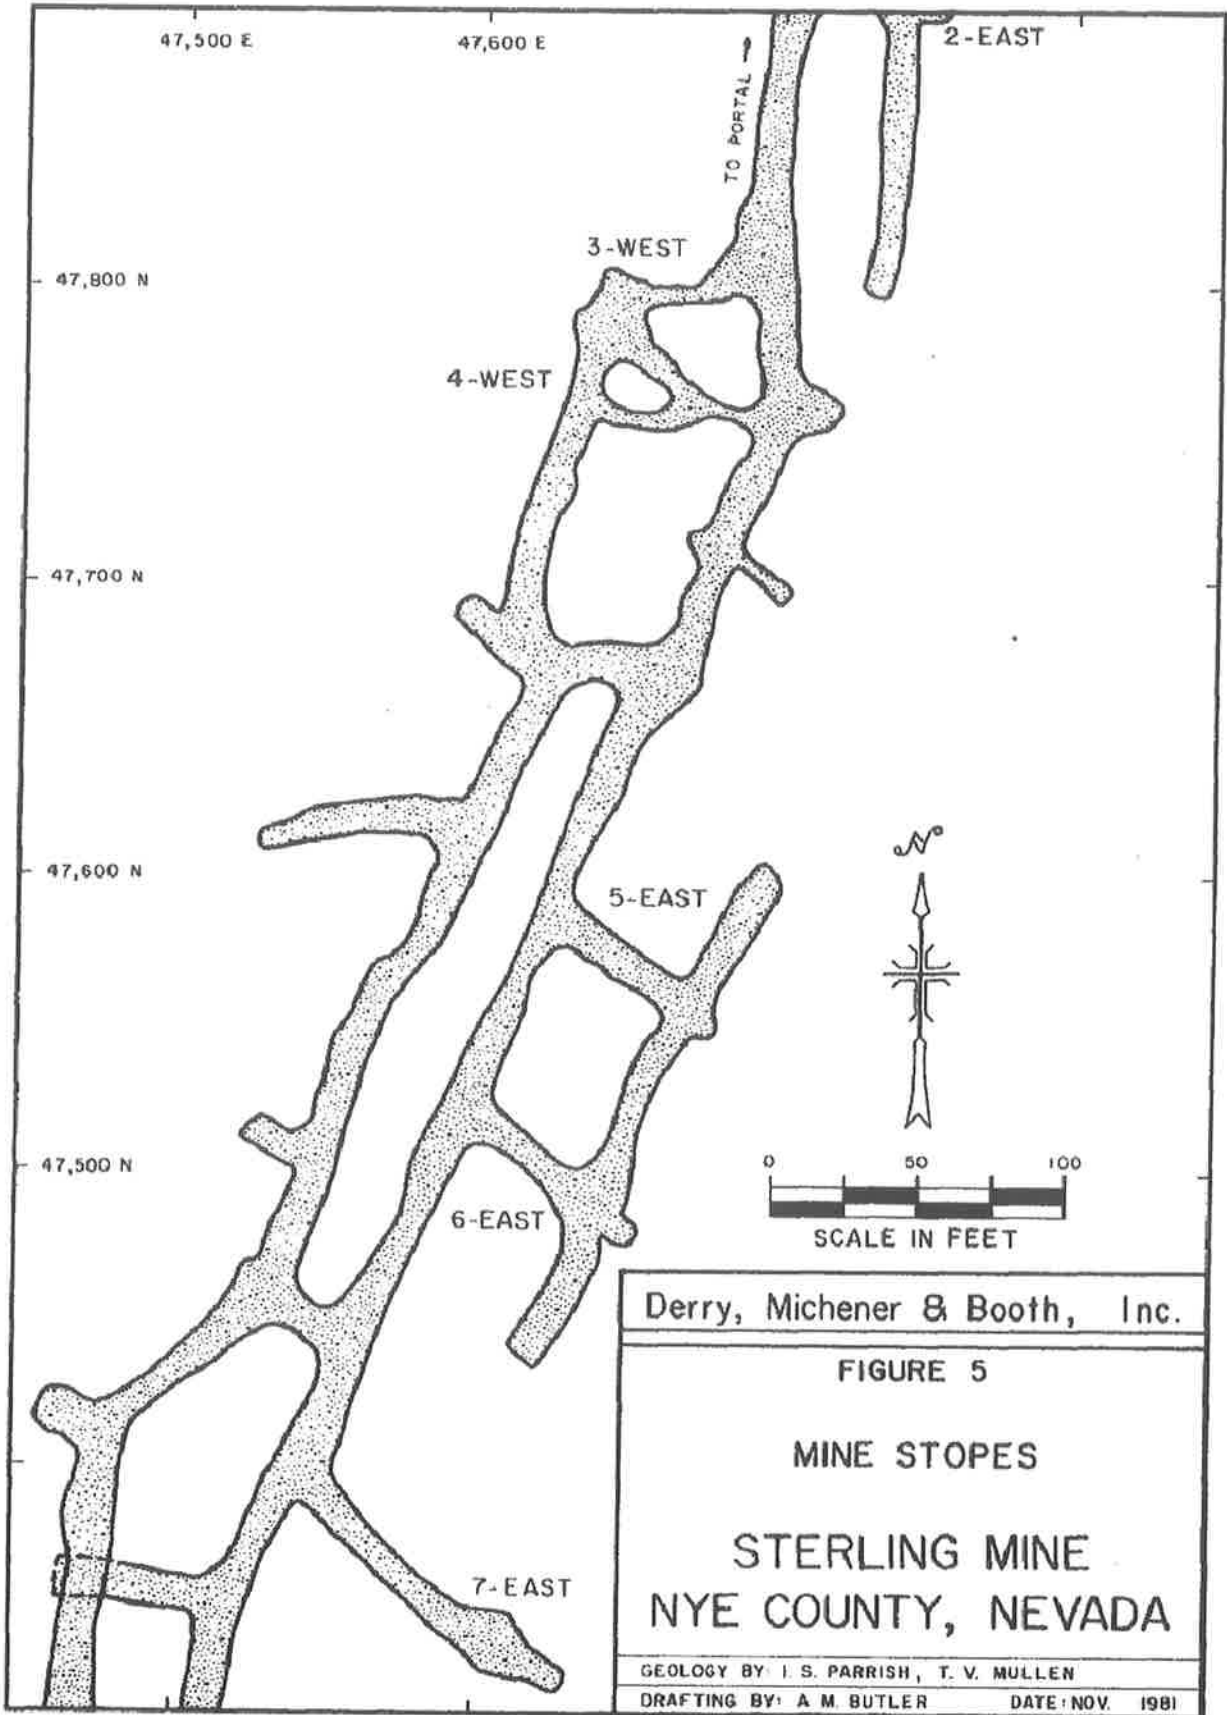 47,500 E
47,600 E
2-EAST
TO PORTAL
3-WEST
47,800 N
4-WEST
47,700 N
N
47,600 N
5-EAST
47,500 N
0 50 100
6-EAST
SCALE IN FEET
Derry, Michener & Booth, Inc.
FIGURE 5
MINE STOPES
STERLING MINE
7-EAST
NYE COUNTY, NEVADA
GEOLOGY BY: I. S. PARRISH, T. V. MULLEN
DRAFTING BY: A M. BUTLER DATE: NOV. 1981